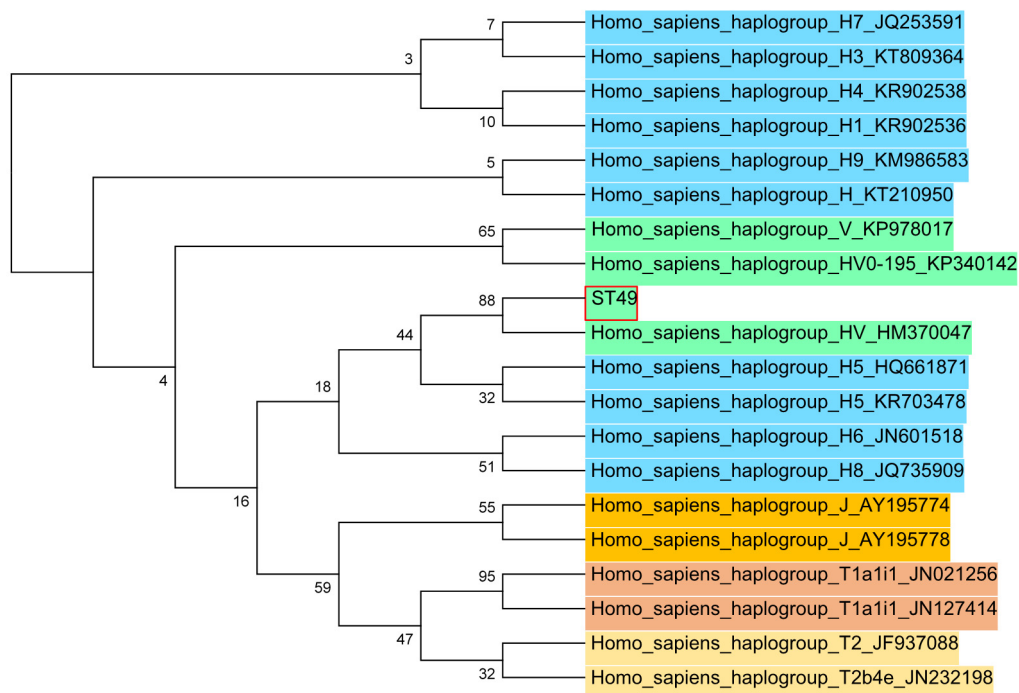 7
Homo_sapiens_haplogroup_H7_JQ253591
3
Homo_sapiens_haplogroup_H3_KT809364
Homo_sapiens_haplogroup_H4_KR902538
10
Homo_sapiens_haplogroup_H1_KR902536
5
Homo_sapiens_haplogroup_H9_KM986583
Homo_sapiens_haplogroup_H_KT210950
65
Homo_sapiens_haplogroup_V_KP978017
Homo_sapiens_haplogroup_HV0-195_KP340142
88
ST49
44
Homo_sapiens_haplogroup_HV_HM370047
4
18
Homo_sapiens_haplogroup_H5_HQ661871
32
Homo_sapiens_haplogroup_H5_KR703478
Homo_sapiens_haplogroup_H6_JN601518
51
Homo_sapiens_haplogroup_H8_JQ735909
16
55
Homo_sapiens_haplogroup_J_AY195774
Homo_sapiens_haplogroup_J_AY195778
59
95
Homo_sapiens_haplogroup_T1a1i1_JN021256
Homo_sapiens_haplogroup_T1a1i1_JN127414
47
Homo_sapiens_haplogroup_T2_JF937088
32
Homo_sapiens_haplogroup_T2b4e_JN232198